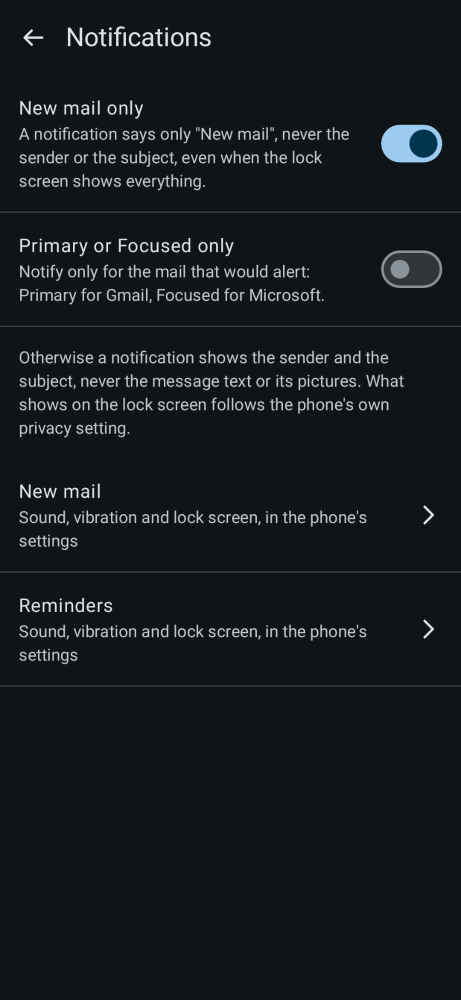 Notifications
New mail only
A notification says only "New mail", never the
sender or the subject, even when the lock
screen shows everything.
Primary or Focused only
Notify only for the mail that would alert:
Primary for Gmail, Focused for Microsoft.
Otherwise a notification shows the sender and the
subject, never the message text or its pictures. What
shows on the lock screen follows the phone's own
privacy setting.
New mail
Sound, vibration and lock screen, in the phone's
settings
Reminders
Sound, vibration and lock screen, in the phone's
settings